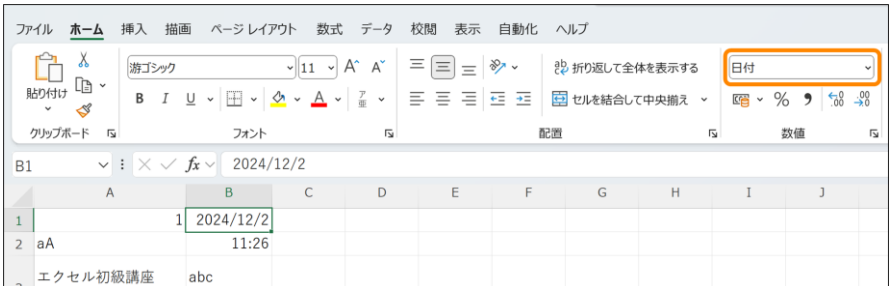 ファイル ホーム 挿入 描画 ページ レイアウト 数式 データ 校閲 表示 自動化 ヘルプ
貼り付け
游ゴシック 11 A^ A˅
B I U A ア亜
ab 折り返して全体を表示する
セルを結合して中央揃え
日付
% 9 .00 .00
クリップボード フォント 配置 数値
B1 fx 2024/12/2
A B C D E F G H I J
1 1 2024/12/2
2 aA 11:26
エクセル初級講座 abc